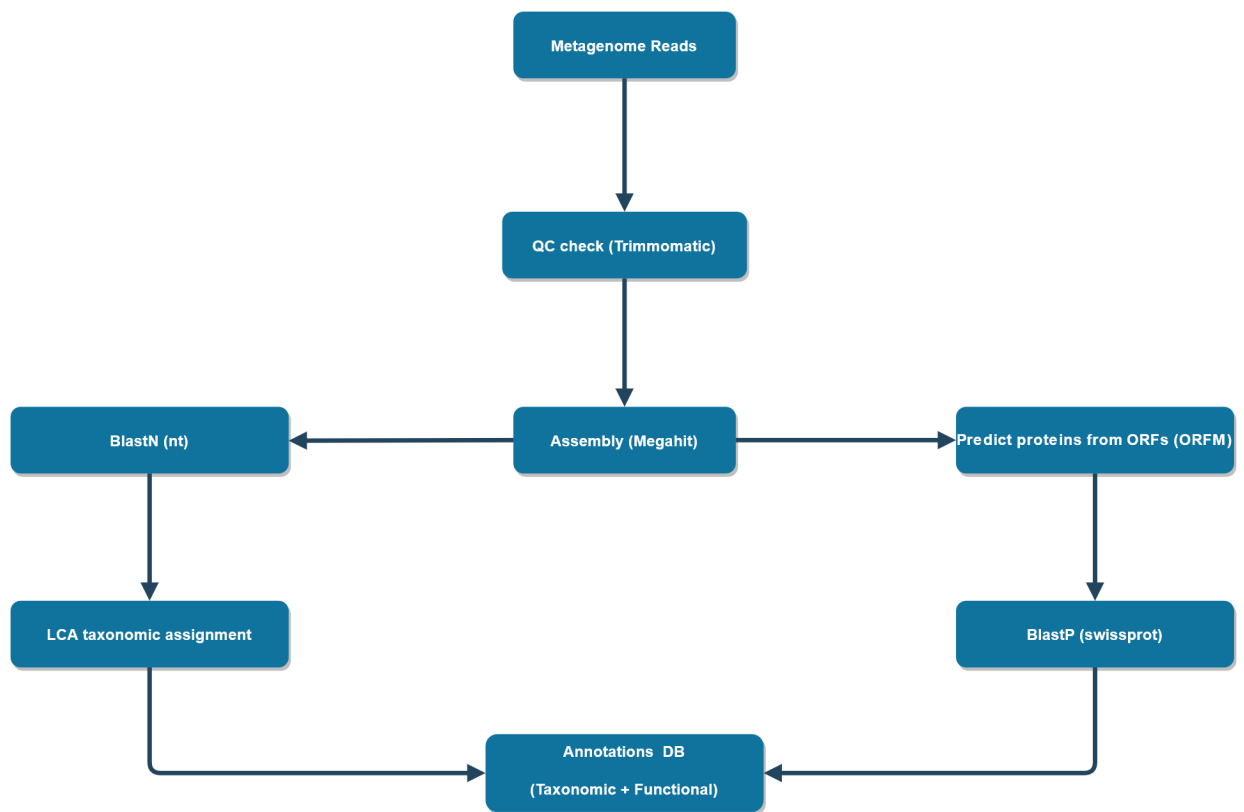 Metagenome Reads
QC check (Trimmomatic)
BlastN (nt)
Assembly (Megahit)
Predict proteins from ORFs (ORFM)
LCA taxonomic assignment
BlastP (swissprot)
Annotations DB
(Taxonomic + Functional)